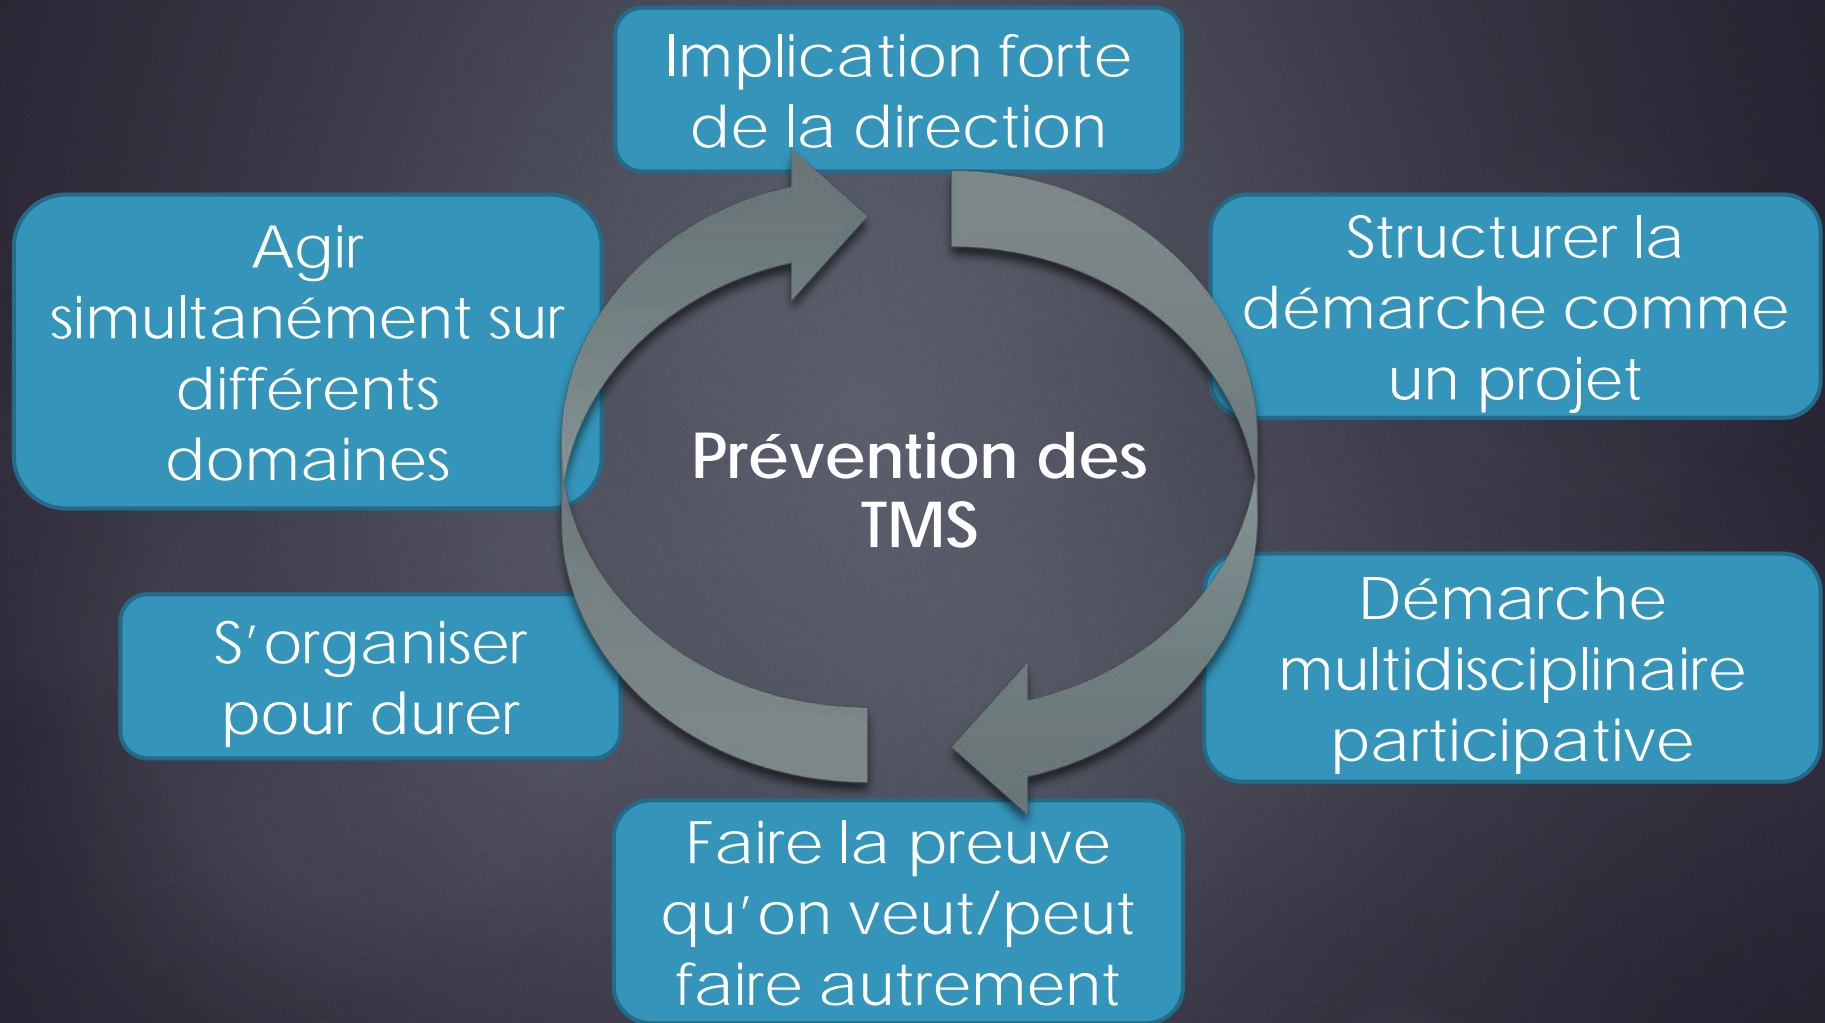 Implication forte
de la direction
Structurer la
démarche comme
un projet
Démarche
multidisciplinaire
participative
Faire la preuve
qu’on veut/peut
faire autrement
S’organiser
pour durer
Agir
simultanément sur
différents
domaines
Prévention des
TMS